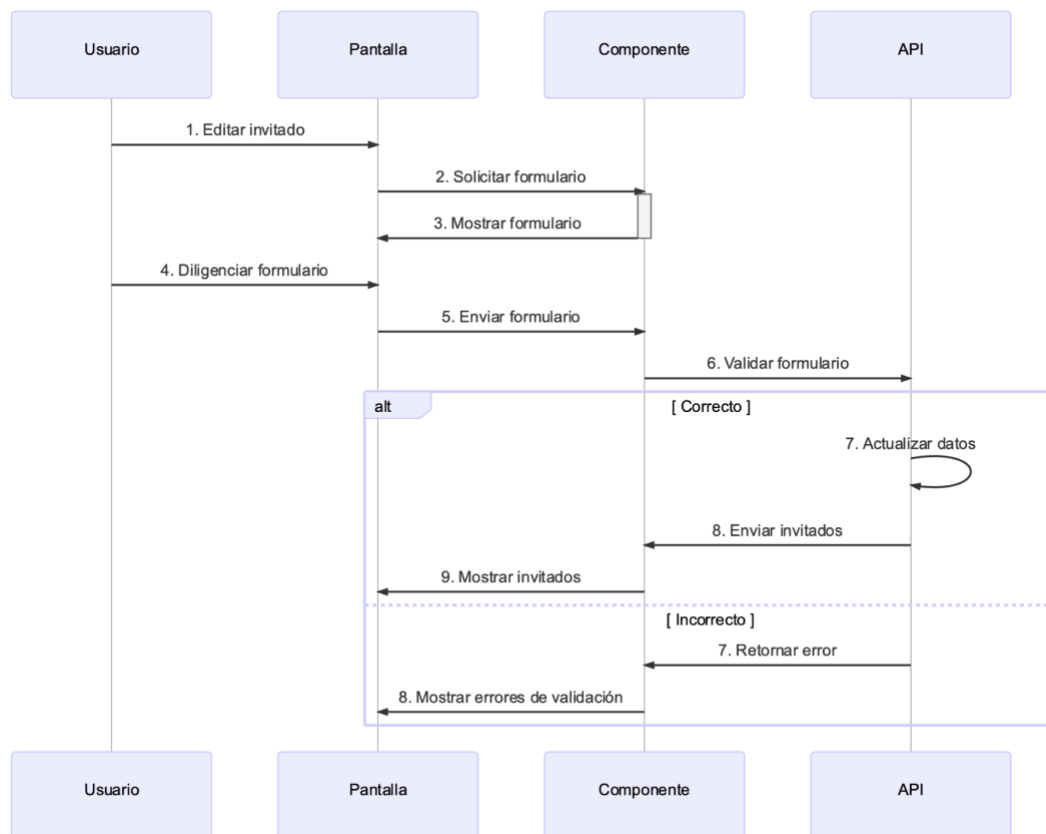 Usuario
Pantalla
Componente
API
1. Editar invitado
2. Solicitar formulario
3. Mostrar formulario
4. Diligenciar formulario
5. Enviar formulario
6. Validar formulario
alt
[ Correcto ]
7. Actualizar datos
8. Enviar invitados
9. Mostrar invitados
[ Incorrecto ]
7. Retornar error
8. Mostrar errores de validación
Usuario
Pantalla
Componente
API